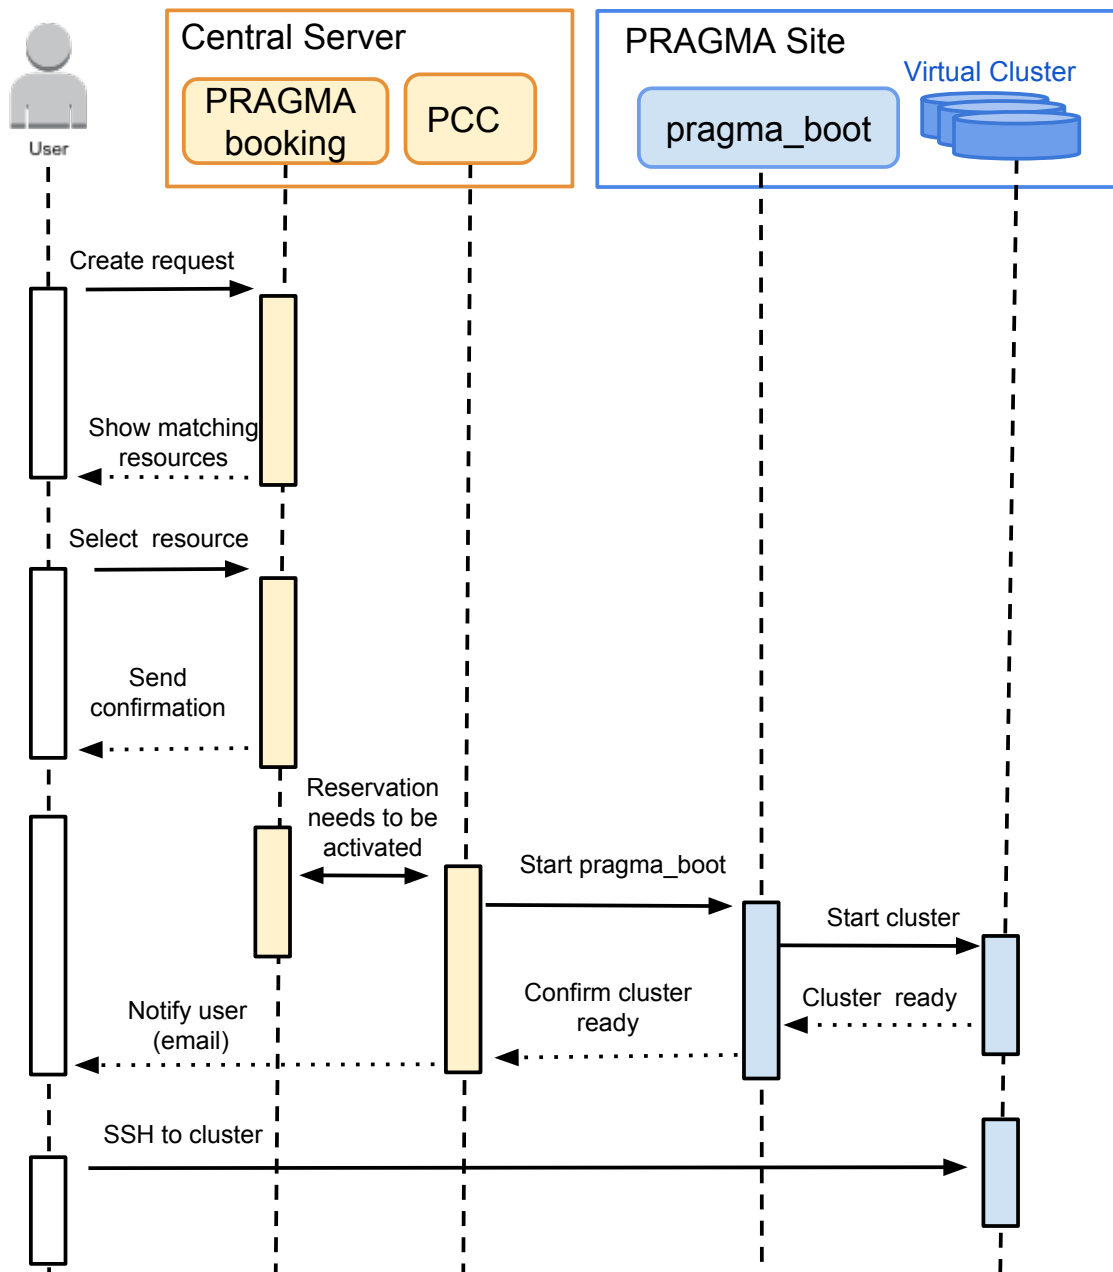 Central Server
PRAGMA Site
PRAGMA
booking
PCC
pragma_boot
Virtual Cluster
User
Create request
Show matching
resources
Select  resource
Send
confirmation
Reservation
needs to be
activated
Start pragma_boot
Start cluster
Cluster  ready
Confirm cluster
ready
Notify user
(email)
SSH to cluster